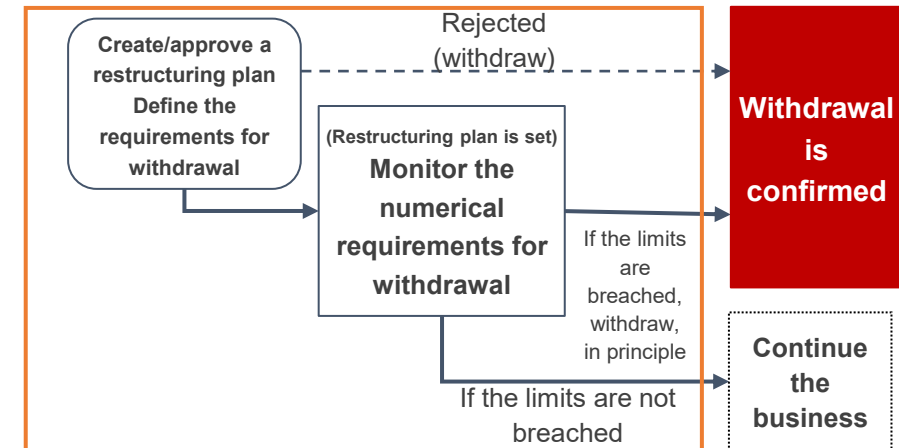 Create/approve a
restructuring plan
Define the
requirements for
withdrawal
Rejected
(withdraw)
(Restructuring plan is set)
Monitor the
numerical
requirements for
withdrawal
If the limits
are
breached,
withdraw,
in principle
Withdrawal
is
confirmed
If the limits are not
breached
Continue
the
business